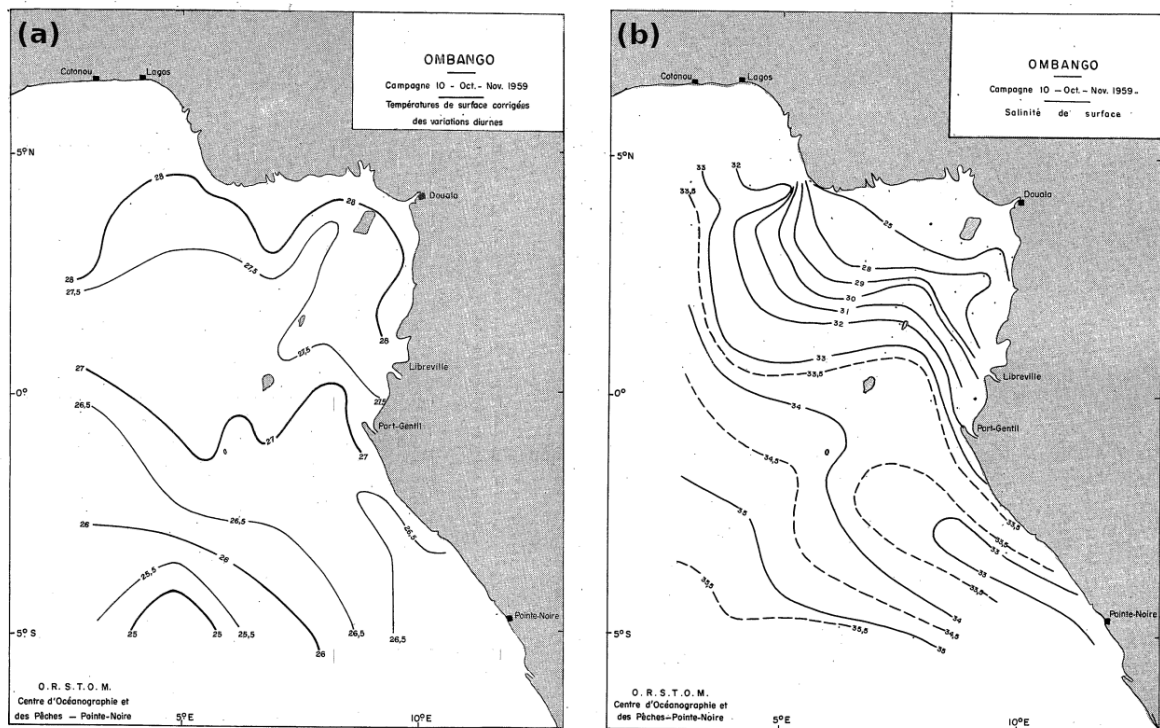 (a)
OMBANGO
Campagne 10 - Oct. - Nov. 1959
Températures de surface corrigées
des variations diurnes
Cotonou
Lagos
5°N
Douala
28
28
28
27,5
27,5
28
27,5
Libreville
27
0°
27,5
26,5
Port-Gentil
27
27
26,5
26,5
26
26
25,5
Pointe-Noire
5°S
25
25
25,5
26,5
26
O.R.S.T.O.M.
Centre d'Océanographie et
des Pêches — Pointe-Noire
5°E
10°E
(b)
OMBANGO
Campagne 10 — Oct.- Nov. 1959.
Salinité de surface
Cotonou
Lagos
5°N
33
32
33,5
Douala
25
28
29
30
31
32
33
33,5
Libreville
0°
34
Port-Gentil
34,5
35
33,5
33,5
33
33
33,5
35,5
34
34,5
35,5
35
Pointe-Noire
5°S
O.R.S.T.O.M.
Centre d'Océanographie et
des Pêches-Pointe-Noire
5°E
10°E